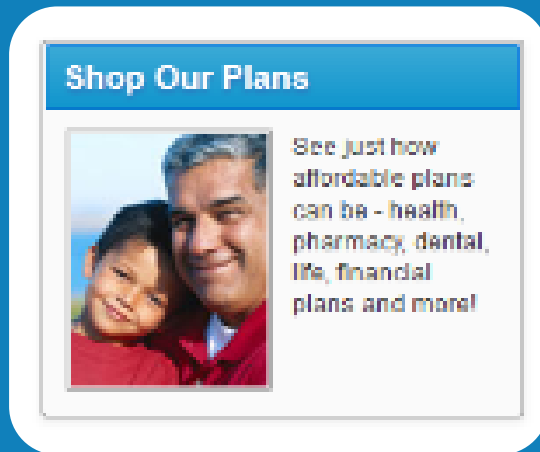 Shop Our Plans
See just how
affordable plans
can be - health,
pharmacy, dental,
life, financial
plans and more!